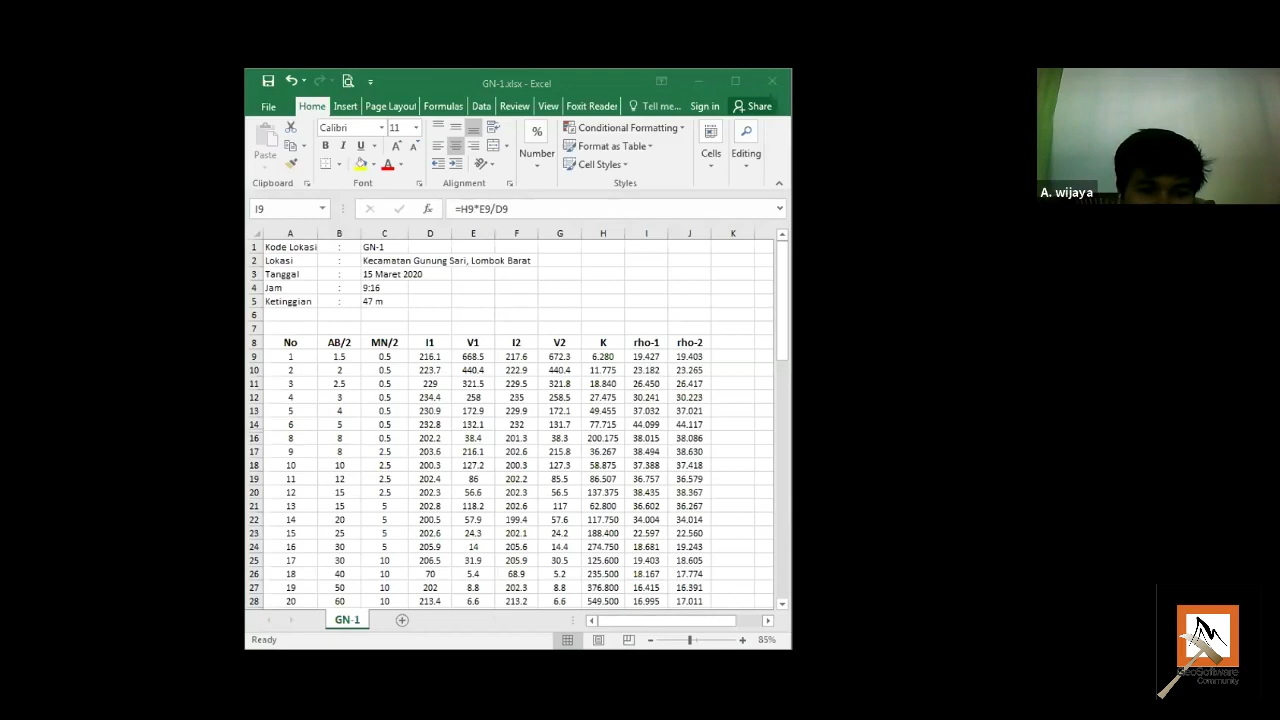 GN-1.xlsx - Excel
File Home Insert Page Layout Formulas Data Review View Foxit Reader Tell me... Sign in Share
Calibri 11 % Conditional Formatting
Format as Table
Paste B I U A A Number Cell Styles Cells Editing
Clipboard Font Alignment Styles
I9 fx =H9*E9/D9
A B C D E F G H I J K
1 Kode Lokasi : GN-1
2 Lokasi : Kecamatan Gunung Sari, Lombok Barat
3 Tanggal : 15 Maret 2020
4 Jam : 9:16
5 Ketinggian : 47 m
6
7
8 No AB/2 MN/2 I1 V1 I2 V2 K rho-1 rho-2
9 1 1.5 0.5 216.1 668.5 217.6 672.3 6.280 19.427 19.403
10 2 2 0.5 223.7 440.4 222.9 440.4 11.775 23.182 23.265
11 3 2.5 0.5 229 321.5 229.5 321.8 18.840 26.450 26.417
12 4 3 0.5 234.4 258 235 258.5 27.475 30.241 30.223
13 5 4 0.5 230.9 172.9 229.9 172.1 49.455 37.032 37.021
14 6 5 0.5 232.8 132.1 232 131.7 77.715 44.099 44.117
16 8 8 0.5 202.2 38.4 201.3 38.3 200.175 38.015 38.086
17 9 8 2.5 203.6 216.1 202.6 215.8 36.267 38.494 38.630
18 10 10 2.5 200.3 127.2 200.3 127.3 58.875 37.388 37.418
19 11 12 2.5 202.4 86 202.2 85.5 86.507 36.757 36.579
20 12 15 2.5 202.3 56.6 202.3 56.5 137.375 38.435 38.367
21 13 15 5 202.8 118.2 202.6 117 62.800 36.602 36.267
22 14 20 5 200.5 57.9 199.4 57.6 117.750 34.004 34.014
23 15 25 5 202.6 24.3 202.1 24.2 188.400 22.597 22.560
24 16 30 5 205.9 14 205.6 14.4 274.750 18.681 19.243
25 17 30 10 206.5 31.9 205.9 30.5 125.600 19.403 18.605
26 18 40 10 70 5.4 68.9 5.2 235.500 18.167 17.774
27 19 50 10 202 8.8 202.3 8.8 376.800 16.415 16.391
28 20 60 10 213.4 6.6 213.2 6.6 549.500 16.995 17.011
GN-1
Ready 85%
A. wijaya
GeoSoftware
Community